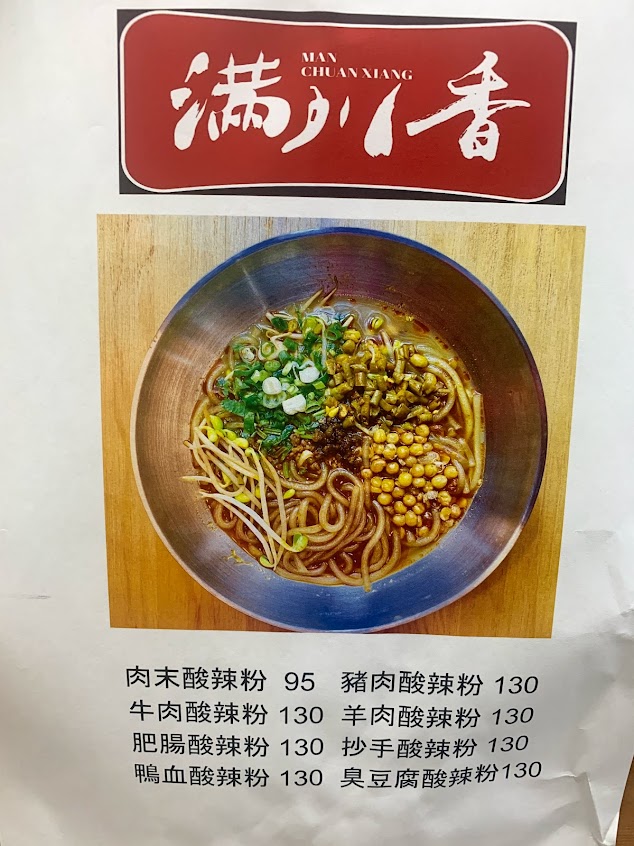 滿川香
MAN
CHUAN XIANG
肉末酸辣粉 95 豬肉酸辣粉 130
牛肉酸辣粉 130 羊肉酸辣粉 130
肥腸酸辣粉 130 抄手酸辣粉 130
鴨血酸辣粉 130 臭豆腐酸辣粉130